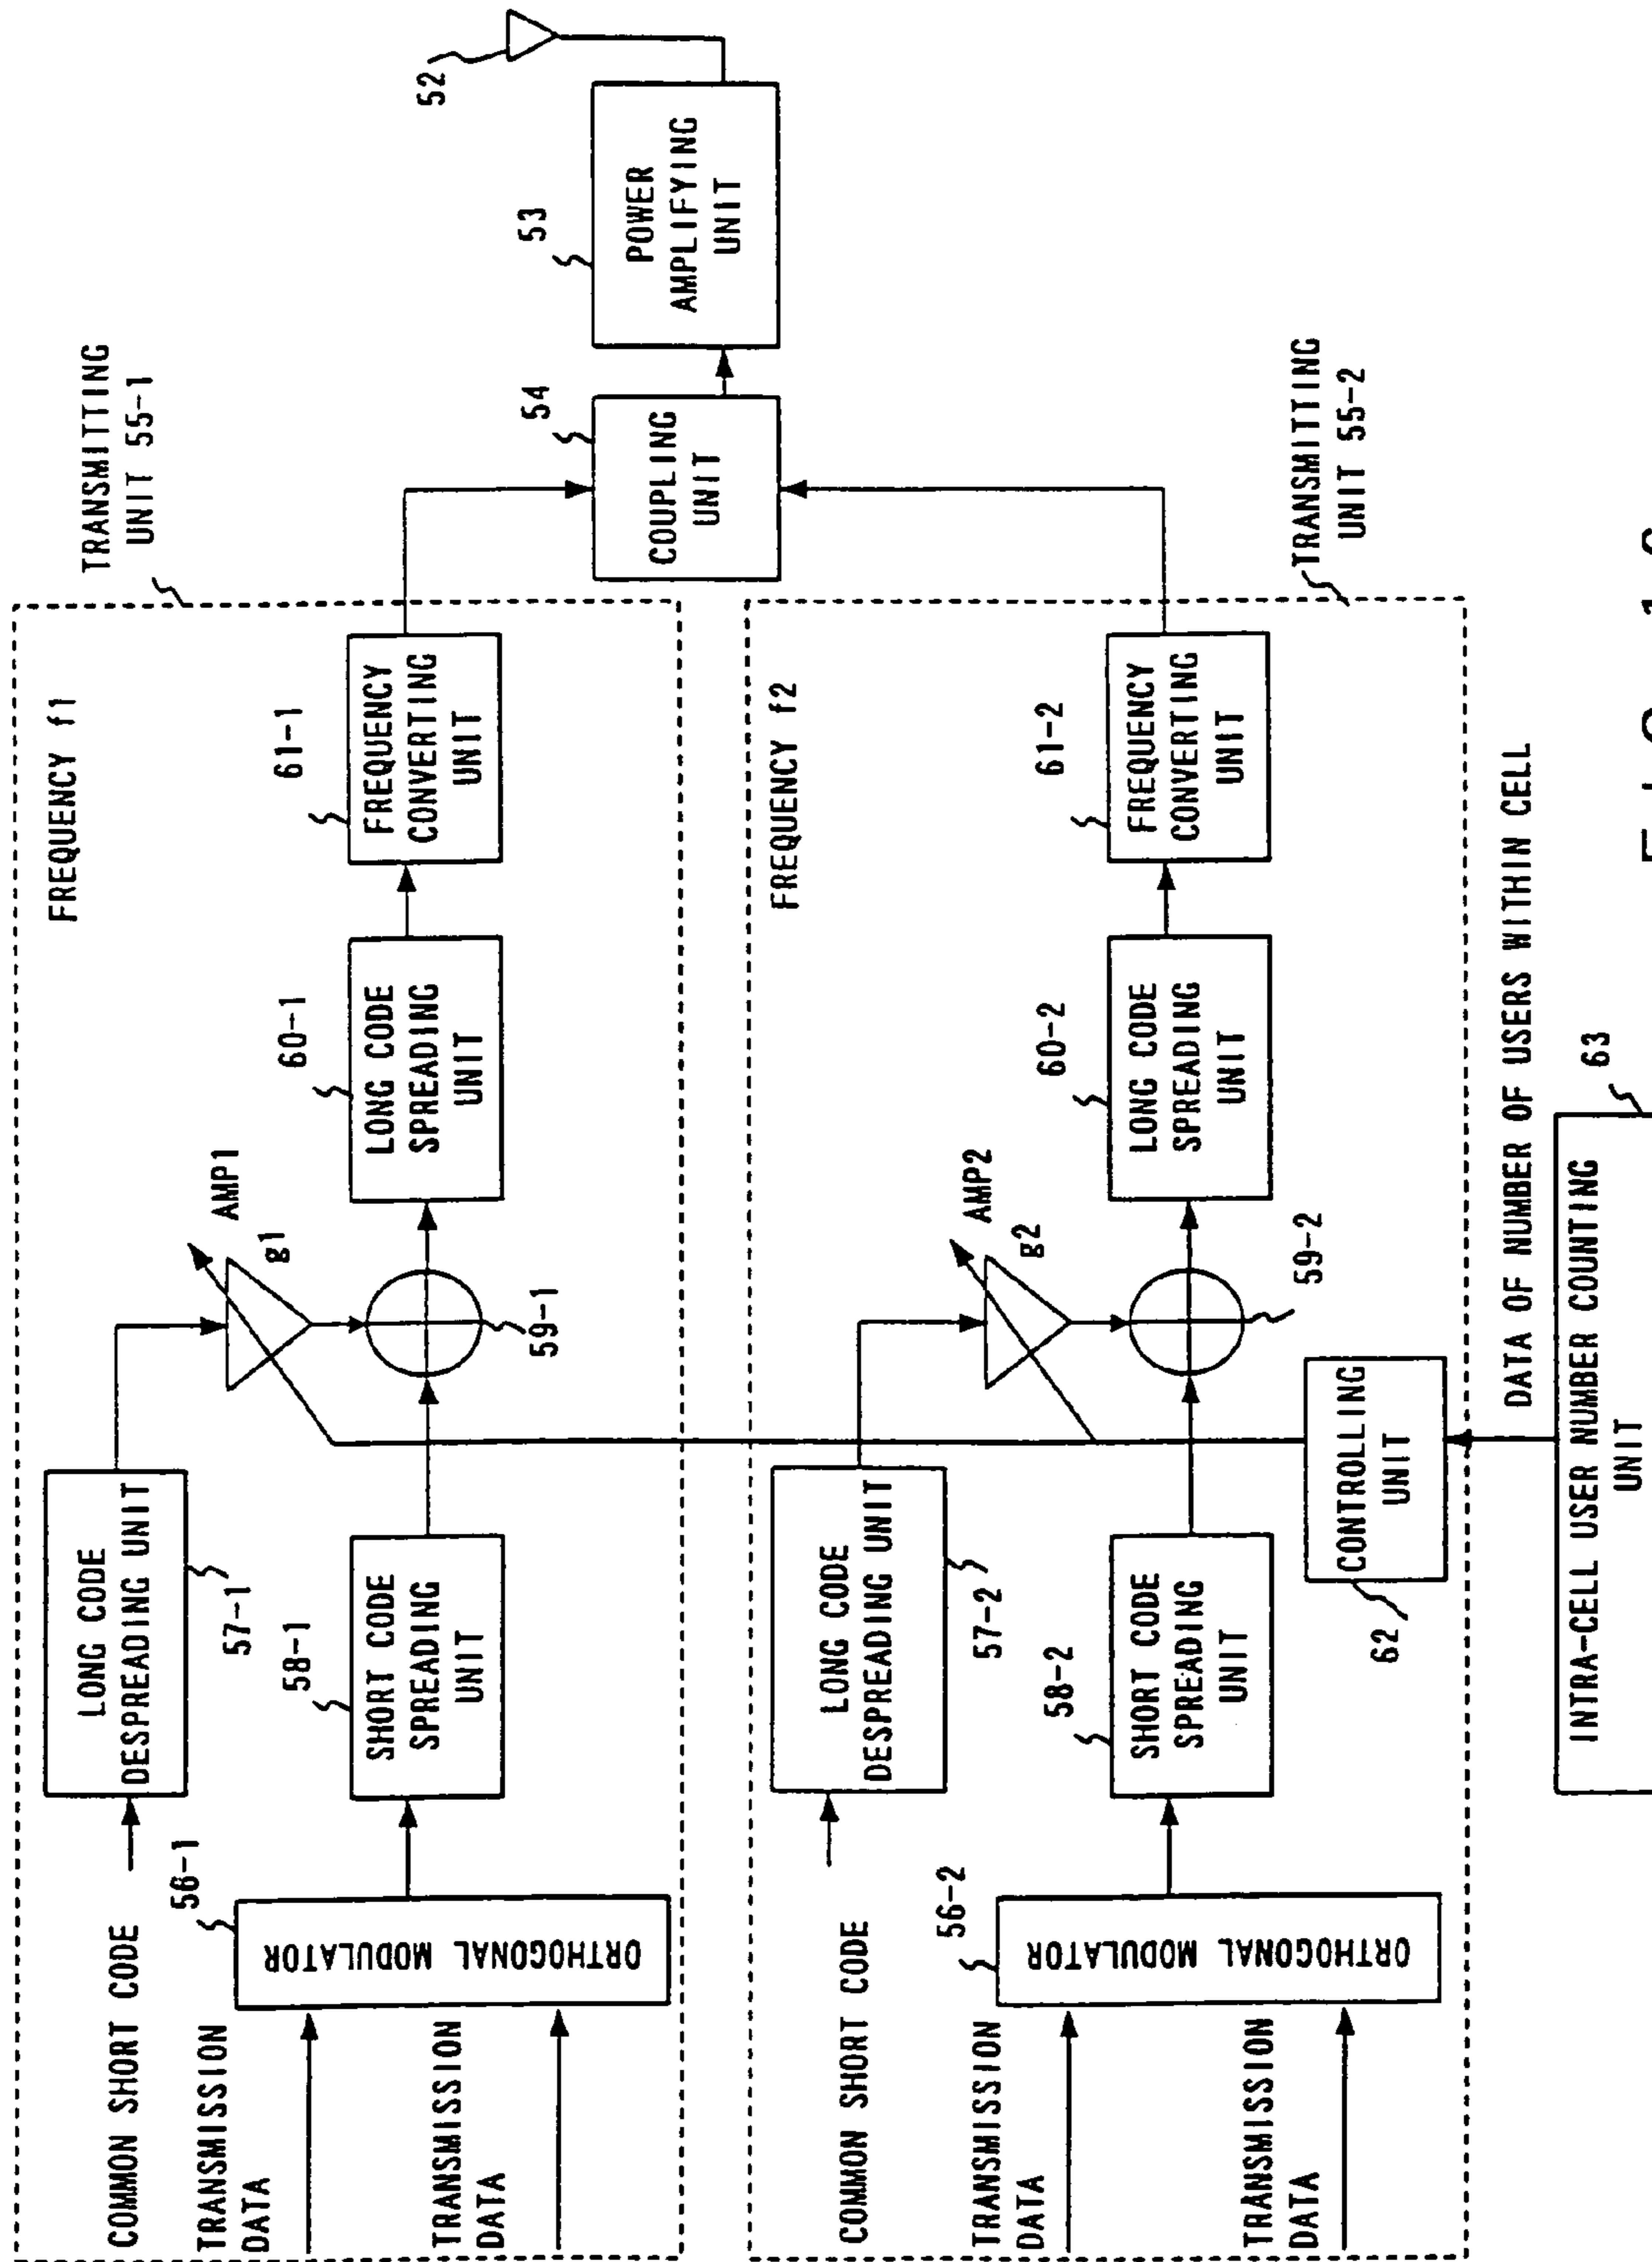 FREQUENCY f1
TRANSMITTING
UNIT 55-1
COMMON SHORT CODE
LONG CODE
DESPREADING UNIT
57-1
AMP1
g1
TRANSMISSION
DATA
TRANSMISSION
DATA
56-1
ORTHOGONAL MODULATOR
58-1
SHORT CODE
SPREADING
UNIT
59-1
60-1
LONG CODE
SPREADING
UNIT
61-1
FREQUENCY
CONVERTING
UNIT
54
COUPLING
UNIT
53
POWER
AMPLIFYING
UNIT
52
FREQUENCY f2
TRANSMITTING
UNIT 55-2
COMMON SHORT CODE
LONG CODE
DESPREADING UNIT
57-2
AMP2
g2
TRANSMISSION
DATA
TRANSMISSION
DATA
56-2
ORTHOGONAL MODULATOR
58-2
SHORT CODE
SPREADING
UNIT
59-2
60-2
LONG CODE
SPREADING
UNIT
61-2
FREQUENCY
CONVERTING
UNIT
CONTROLLING
UNIT
62
DATA OF NUMBER OF USERS WITHIN CELL
INTRA-CELL USER NUMBER COUNTING
UNIT
63